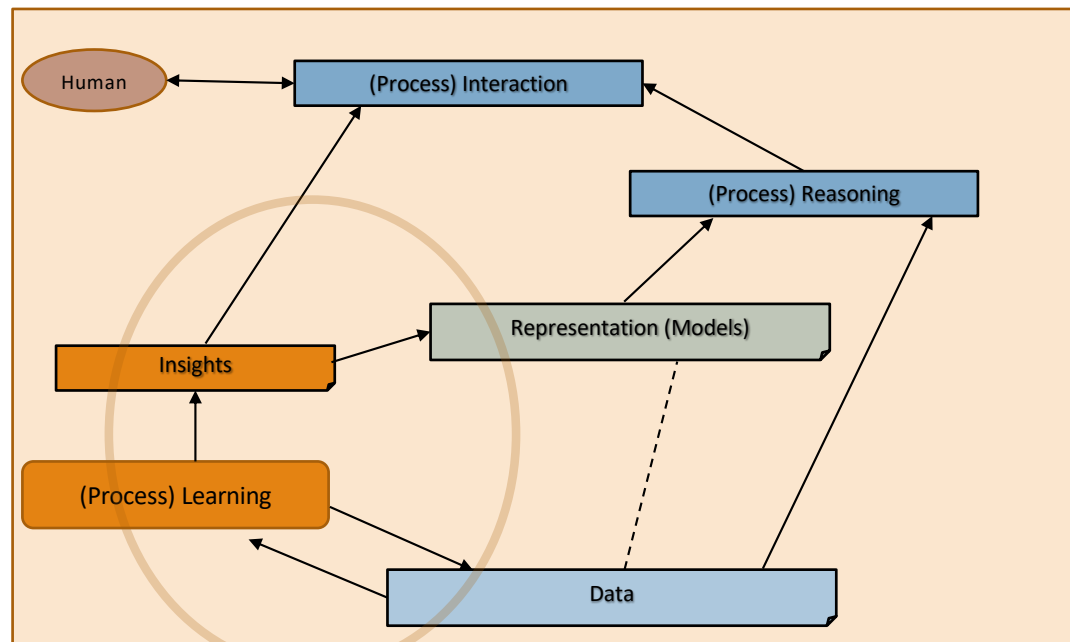 Human
(Process) Interaction
(Process) Reasoning
Representation (Models)
Insights
(Process) Learning
Data